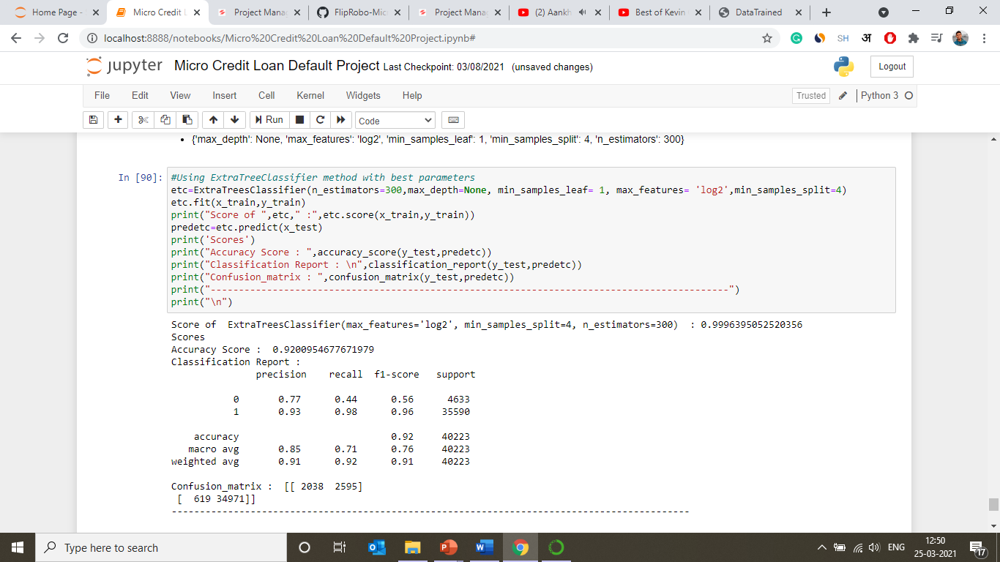 Home Page -
Micro Credit L
Project Mana
FlipRobo-Mic
Project Mana
(2) Aankh
Best of Kevin
DataTrained
localhost:8888/notebooks/Micro%20Credit%20Loan%20Default%20Project.ipynb#
SH
अ
jupyter Micro Credit Loan Default Project Last Checkpoint: 03/08/2021 (unsaved changes)
Logout
File Edit View Insert Cell Kernel Widgets Help
Trusted
Python 3
Run
Code
• {'max_depth': None, 'max_features': 'log2', 'min_samples_leaf': 1, 'min_samples_split': 4, 'n_estimators': 300}
In [90]:
#Using ExtraTreeClassifier method with best parameters
etc=ExtraTreesClassifier(n_estimators=300,max_depth=None, min_samples_leaf= 1, max_features= 'log2',min_samples_split=4)
etc.fit(x_train,y_train)
print("Score of ",etc," :",etc.score(x_train,y_train))
predetc=etc.predict(x_test)
print('Scores')
print("Accuracy Score : ",accuracy_score(y_test,predetc))
print("Classification Report : \n",classification_report(y_test,predetc))
print("Confusion_matrix : ",confusion_matrix(y_test,predetc))
print("--------------------------------------------------------------------------------------------")
print("\n")
Score of  ExtraTreesClassifier(max_features='log2', min_samples_split=4, n_estimators=300)  : 0.9996395052520356
Scores
Accuracy Score :  0.9200954677671979
Classification Report :
precision recall f1-score support
0 0.77 0.44 0.56 4633
1 0.93 0.98 0.96 35590
accuracy 0.92 40223
macro avg 0.85 0.71 0.76 40223
weighted avg 0.91 0.92 0.91 40223
Confusion_matrix :  [[ 2038  2595]
[  619 34971]]
--------------------------------------------------------------------------------------------
Type here to search
ENG
12:50
25-03-2021
17